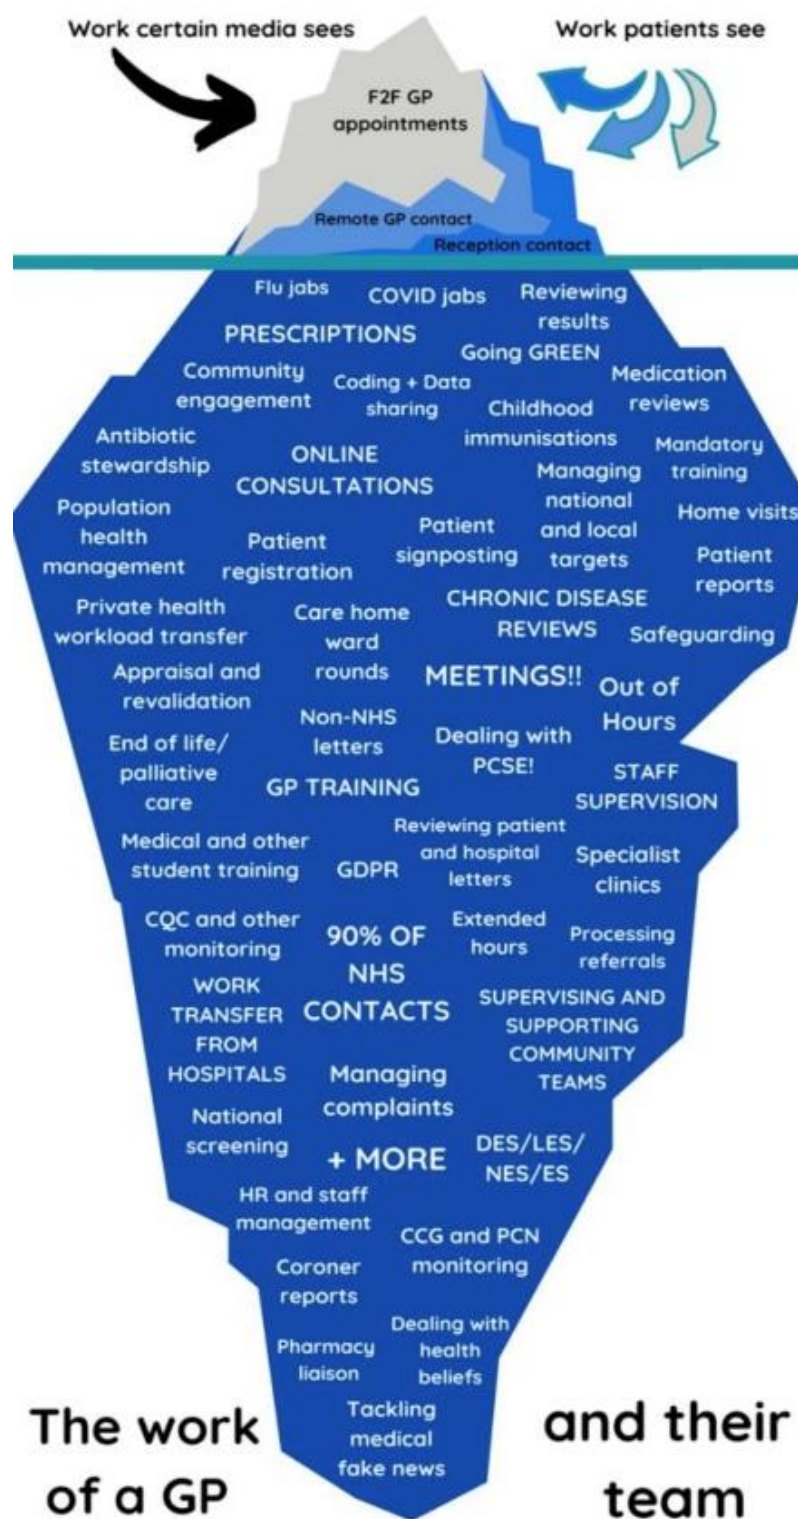 Work certain media sees
Work patients see
F2F GP
appointments
Remote GP contact
Reception contact
Flu jabs
COVID jabs
Reviewing
results
PRESCRIPTIONS
Going GREEN
Community
engagement
Coding + Data
sharing
Medication
reviews
Childhood
immunisations
Antibiotic
stewardship
ONLINE
CONSULTATIONS
Mandatory
training
Managing
national
and local
targets
Population
health
management
Home visits
Patient
registration
Patient
signposting
Patient
reports
Private health
workload transfer
Care home
ward
rounds
CHRONIC DISEASE
REVIEWS
Safeguarding
Appraisal and
revalidation
MEETINGS!!
Out of
Hours
Non-NHS
letters
End of life/
palliative
care
Dealing with
PCSE!
GP TRAINING
STAFF
SUPERVISION
Medical and other
student training
GDPR
Reviewing patient
and hospital
letters
Specialist
clinics
CQC and other
monitoring
90% OF
NHS
CONTACTS
Extended
hours
Processing
referrals
WORK
TRANSFER
FROM
HOSPITALS
SUPERVISING AND
SUPPORTING
COMMUNITY
TEAMS
Managing
complaints
National
screening
+ MORE
DES/LES/
NES/ES
HR and staff
management
CCG and PCN
monitoring
Coroner
reports
Pharmacy
liaison
Dealing with
health
beliefs
Tackling
medical
fake news
The work
of a GP
and their
team